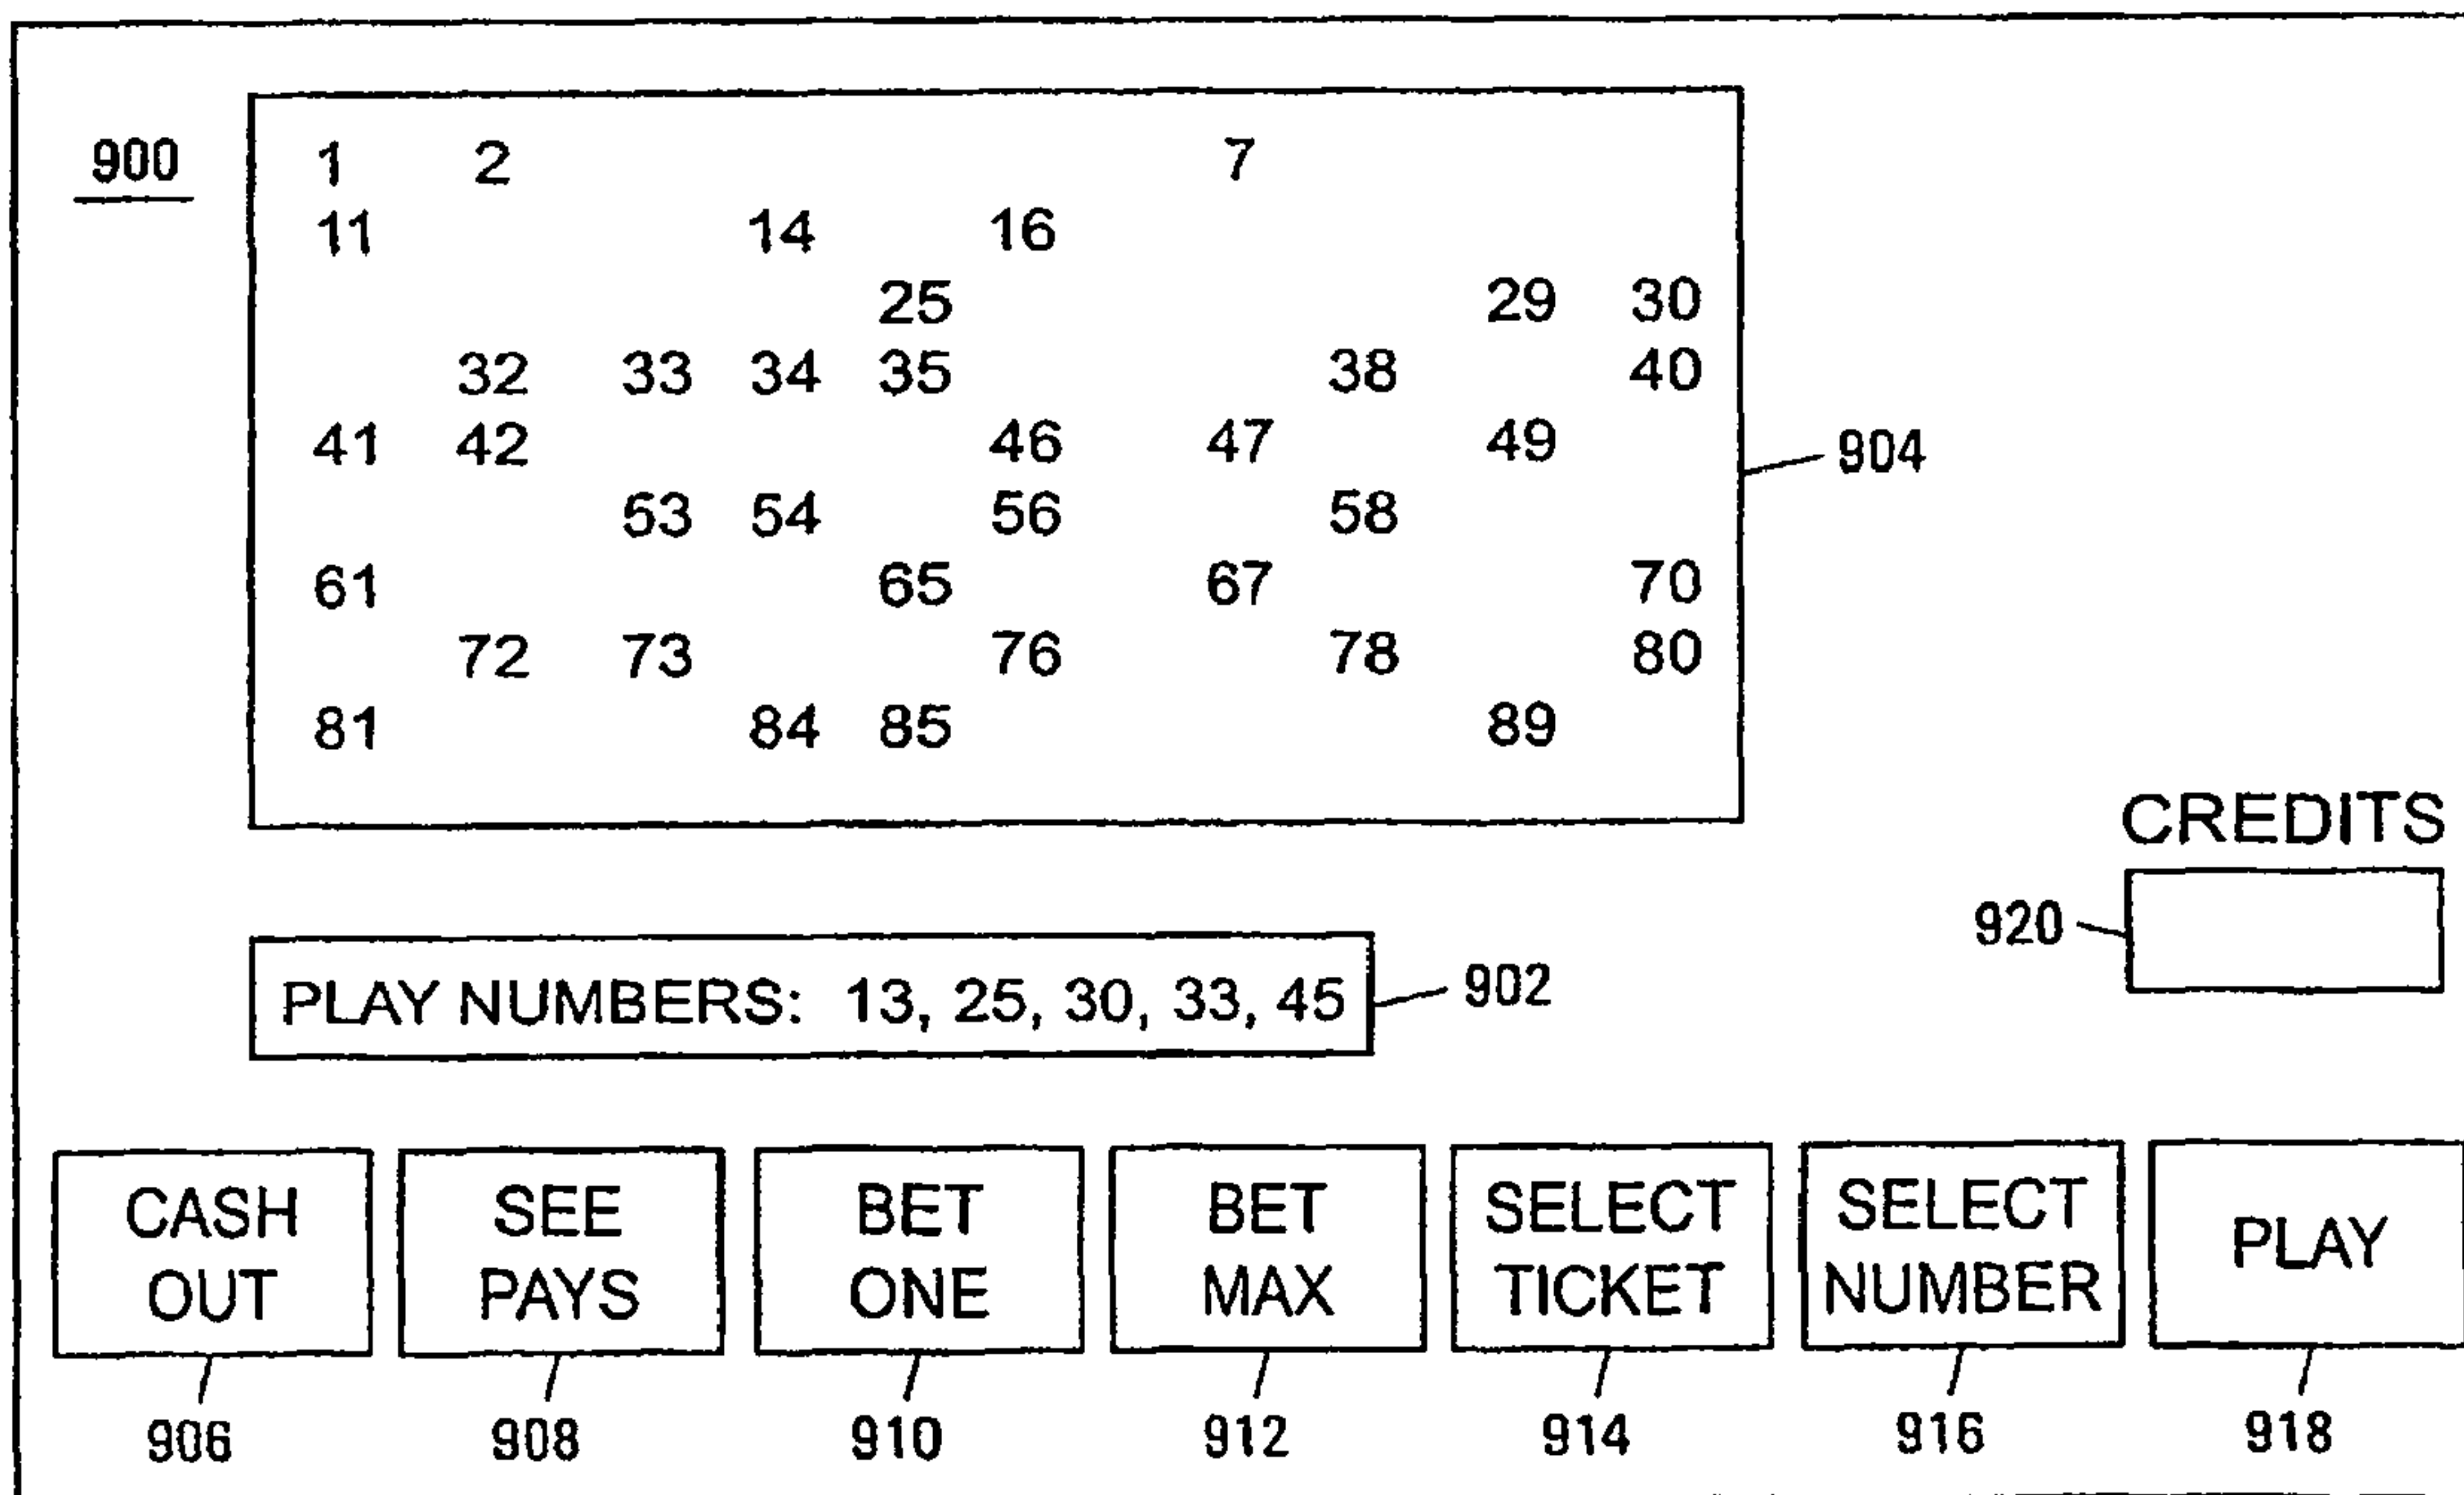 900
1 2 7
11 14 16
25 29 30
32 33 34 35 38 40
41 42 46 47 49
53 54 56 58
61 65 67 70
72 73 76 78 80
81 84 85 89
904
CREDITS
920
PLAY NUMBERS: 13, 25, 30, 33, 45
902
CASH
OUT
SEE
PAYS
BET
ONE
BET
MAX
SELECT
TICKET
SELECT
NUMBER
PLAY
906 908 910 912 914 916 918